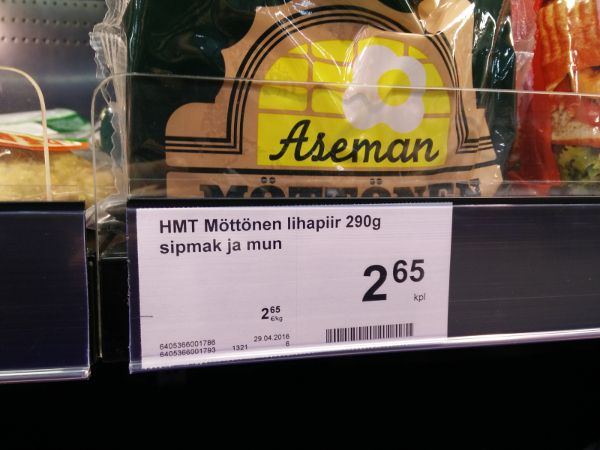 Aseman
MÖTTÖNEN
HMT Möttönen lihapiir 290g
sipmak ja mun
2 65
kpl
2 65
€/kg
29.04.2016
6405366001786
6405366001793 1321 6